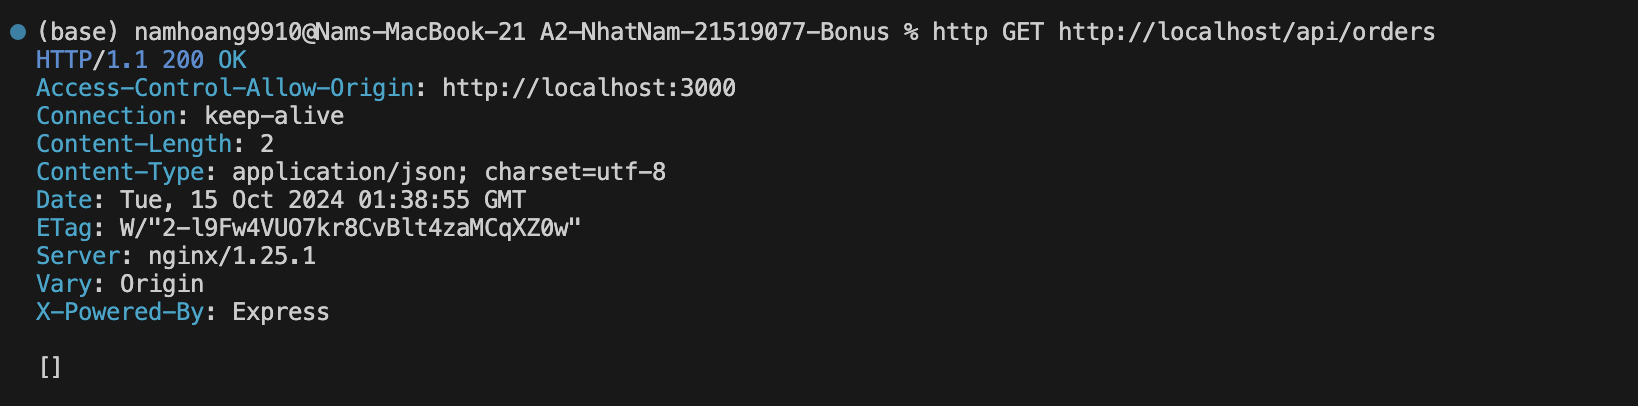 (base) namhoang9910@Nams-MacBook-21 A2-NhatNam-21519077-Bonus % http GET http://localhost/api/orders
HTTP/1.1 200 OK
Access-Control-Allow-Origin: http://localhost:3000
Connection: keep-alive
Content-Length: 2
Content-Type: application/json; charset=utf-8
Date: Tue, 15 Oct 2024 01:38:55 GMT
ETag: W/"2-l9Fw4VUO7kr8CvBlt4zaMCqXZ0w"
Server: nginx/1.25.1
Vary: Origin
X-Powered-By: Express
[]